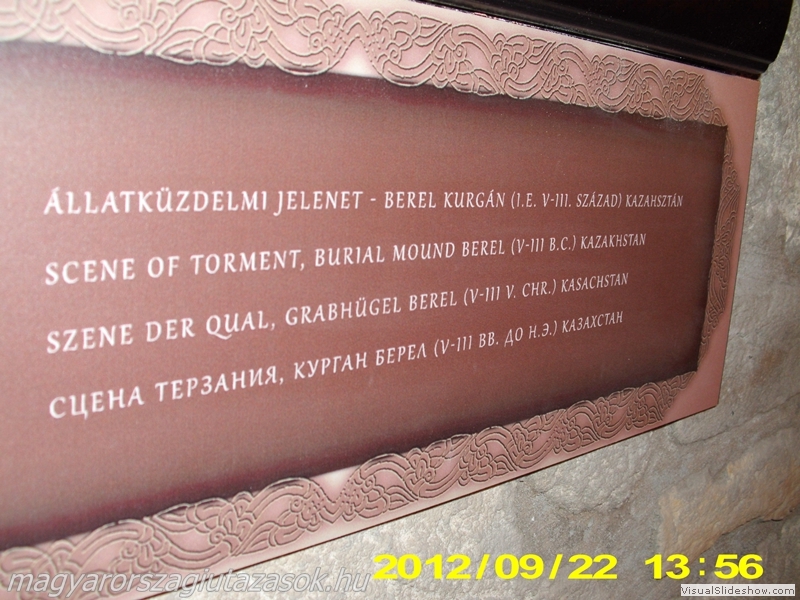 ÁLLATKÜZDELMI JELENET - BEREL KURGÁN (I.E. V-III. SZÁZAD) KAZAHSZTÁN
SCENE OF TORMENT, BURIAL MOUND BEREL (V-III B.C.) KAZAKHSTAN
SZENE DER QUAL, GRABHÜGEL BEREL (V-III V. CHR.) KASACHSTAN
СЦЕНА ТЕРЗАНИЯ, КУРГАН БЕРЕЛ (V-III ВВ. ДО Н.Э.) КАЗАХСТАН
2012/09/22 13:56
magyarorszagiutazasok.hu
VisualSlideshow.com